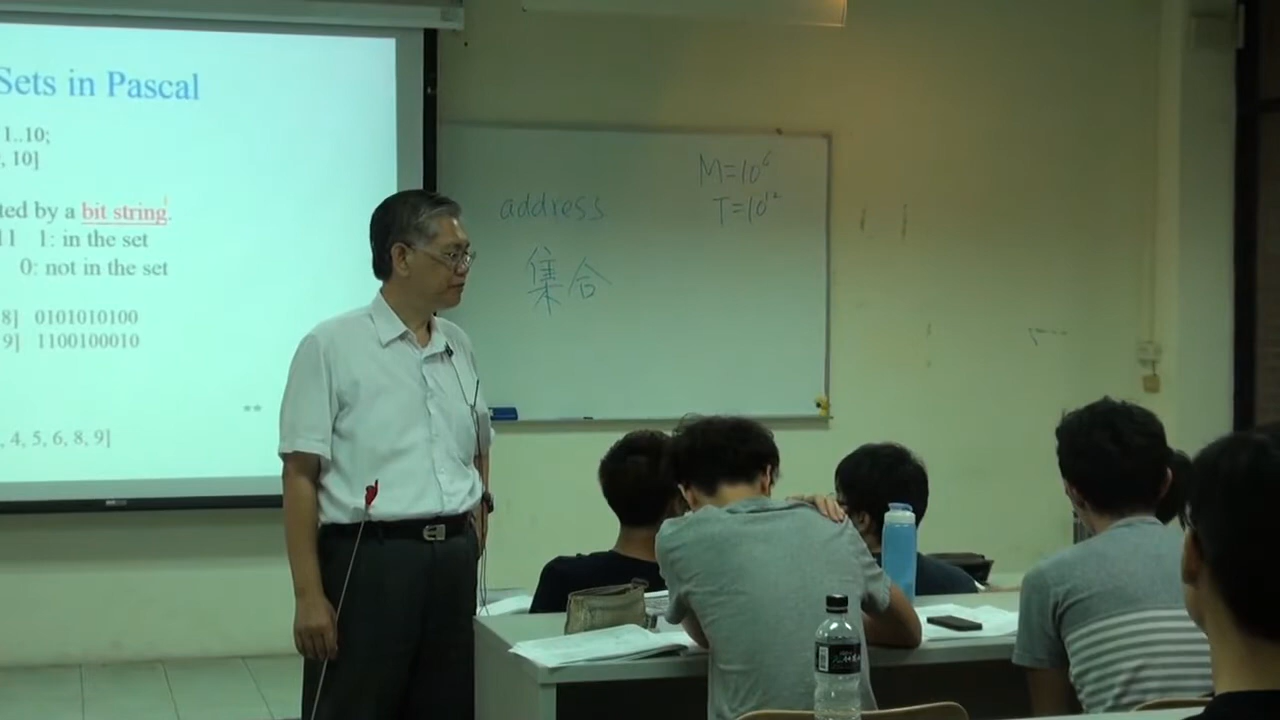 Sets in Pascal
1..10;
, 10]
ted by a bit string.
11 1: in the set
0: not in the set
8] 0101010100
9] 1100100010
**
, 4, 5, 6, 8, 9]
address
集合
M=10⁶
T=10¹²